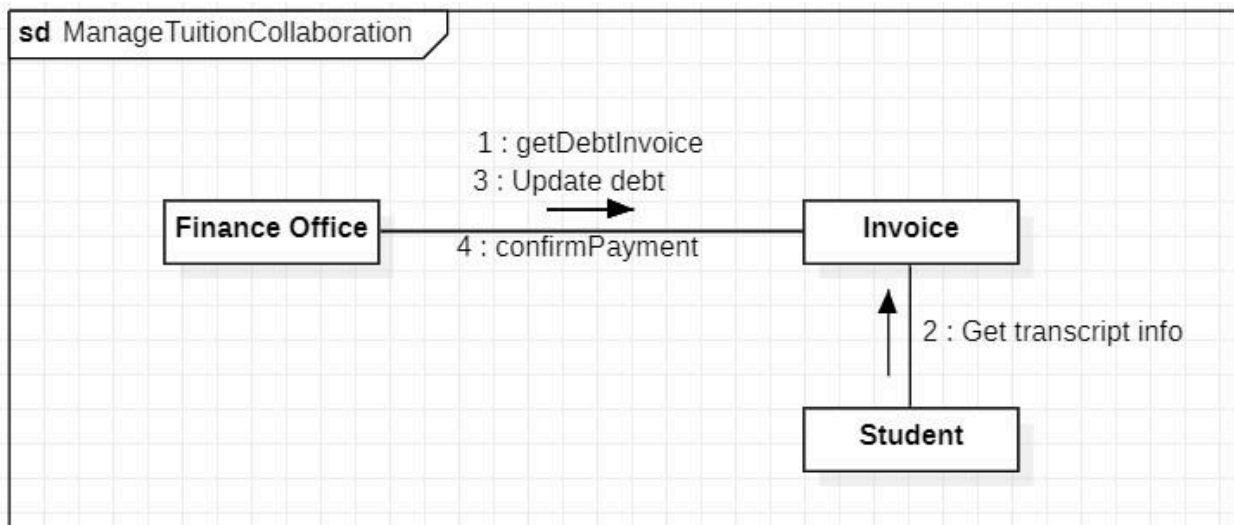 sd ManageTuitionCollaboration
1 : getDebtInvoice
3 : Update debt
Finance Office
Invoice
4 : confirmPayment
2 : Get transcript info
Student